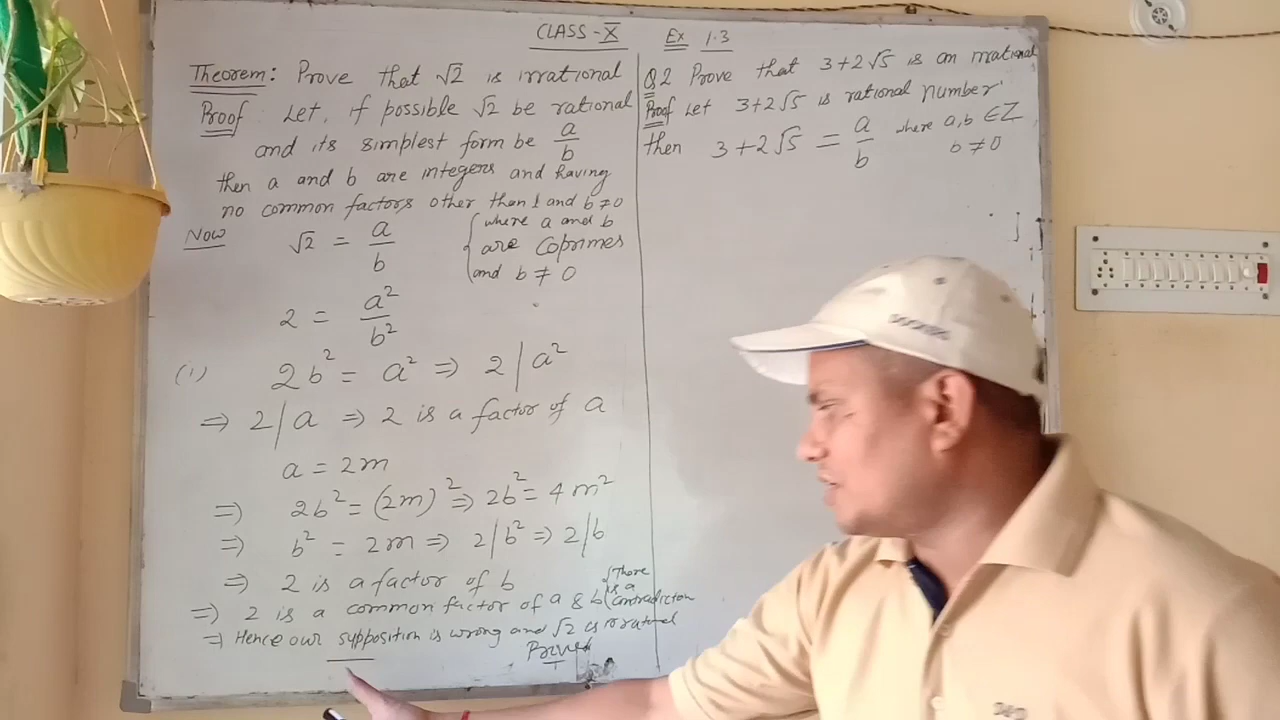 CLASS-X
Theorem: Prove that √2 is irrational
Proof Let, if possible √2 be rational
and its simplest form be a/b
then a and b are integers and having
no common factors other than 1 and b≠0
Now √2 = a/b {where a and b
are Coprimes
and b ≠ 0
2 = a²/b²
(i) 2b² = a² ⇒ 2|a²
⇒ 2|a ⇒ 2 is a factor of a
a = 2m
⇒ 2b² = (2m)² ⇒ 2b² = 4m²
⇒ b² = 2m ⇒ 2|b² ⇒ 2|b
⇒ 2 is a factor of b
⇒ 2 is a common factor of a & b {There
is a
contradicton
⇒ Hence our supposition is wrong and √2 is
Proved
Ex 1.3
Q2 Prove that 3+2√5 is an irrational
Proof Let 3+2√5 is rational number
then 3+2√5 = a/b where a,b ∈ Z
b ≠ 0